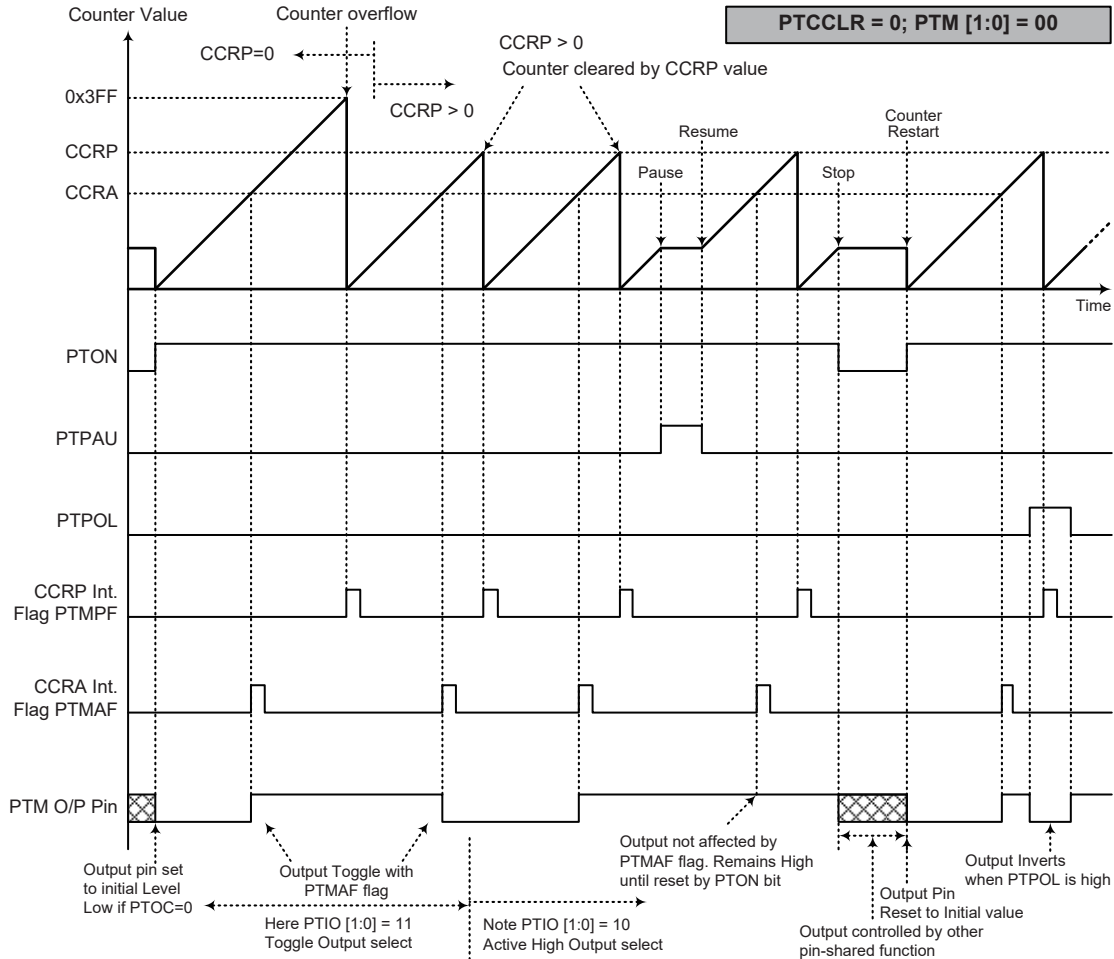 Counter Value
Counter overflow
PTCCLR = 0; PTM [1:0] = 00
CCRP=0
CCRP > 0
CCRP > 0
Counter cleared by CCRP value
0x3FF
CCRP
CCRA
Pause
Resume
Stop
Counter
Restart
Time
PTON
PTPAU
PTPOL
CCRP Int.
Flag PTMPF
CCRA Int.
Flag PTMAF
PTM O/P Pin
Output pin set
to initial Level
Low if PTOC=0
Output Toggle with
PTMAF flag
Here PTIO [1:0] = 11
Toggle Output select
Note PTIO [1:0] = 10
Active High Output select
Output not affected by
PTMAF flag. Remains High
until reset by PTON bit
Output Pin
Reset to Initial value
Output controlled by other
pin-shared function
Output Inverts
when PTPOL is high